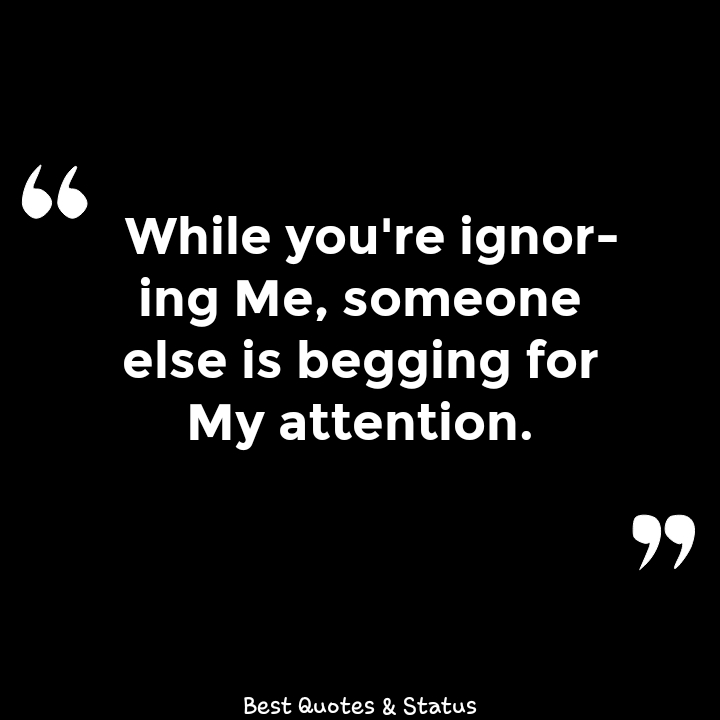 “
While you're ignor-
ing Me, someone
else is begging for
My attention.
”
Best Quotes & Status